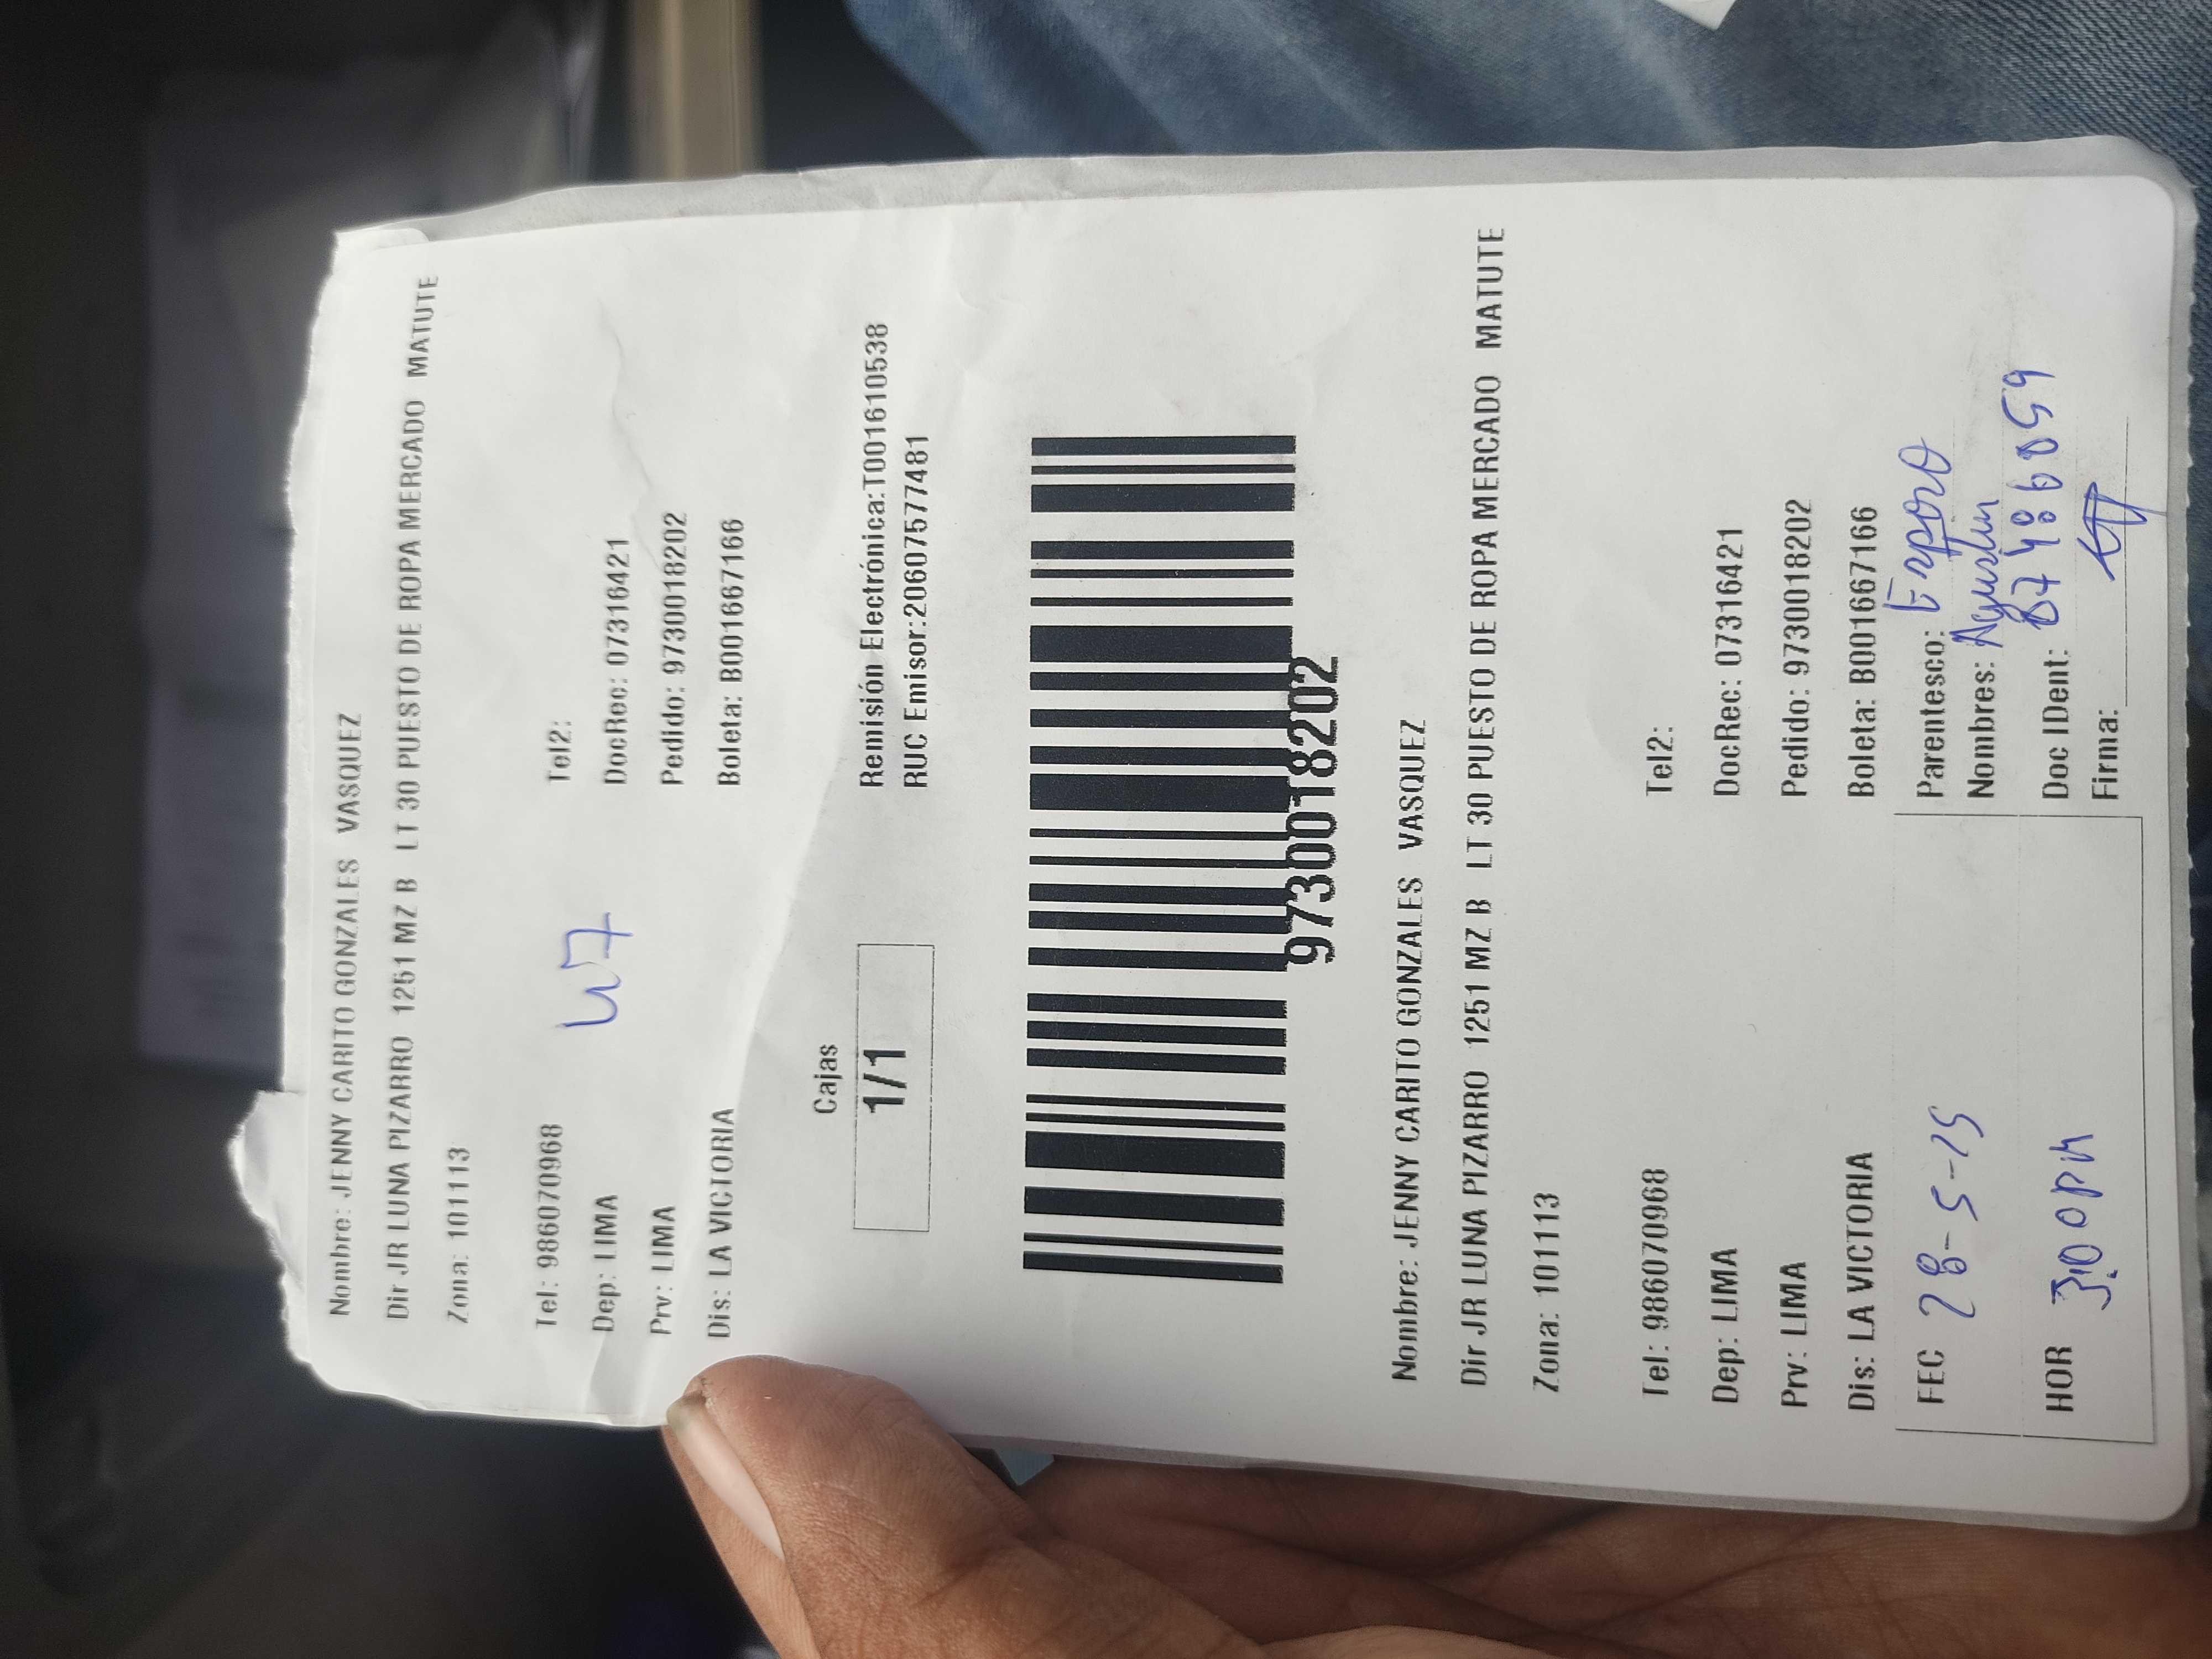 Nombre: JENNY CARITO GONZALES VASQUEZ
Dir JR LUNA PIZARRO 1251 MZ B LT 30 PUESTO DE ROPA MERCADO MATUTE
Zona: 101113
Tel: 986070968 Tel2:
Dep: LIMA DocRec: 07316421
Prv: LIMA Pedido: 9730018202
Dis: LA VICTORIA Boleta: B001667166
Cajas
1/1
Remisión Electrónica:T001610538
RUC Emisor:20607577481
9730018202
Nombre: JENNY CARITO GONZALES VASQUEZ
Dir JR LUNA PIZARRO 1251 MZ B LT 30 PUESTO DE ROPA MERCADO MATUTE
Zona: 101113
Tel: 986070968 Tel2:
Dep: LIMA DocRec: 07316421
Prv: LIMA Pedido: 9730018202
Dis: LA VICTORIA Boleta: B001667166
FEC 28-5-25 Parentesco: Esposo
Nombres: Agustin
HOR 3:00PM Doc IDent:
Firma: